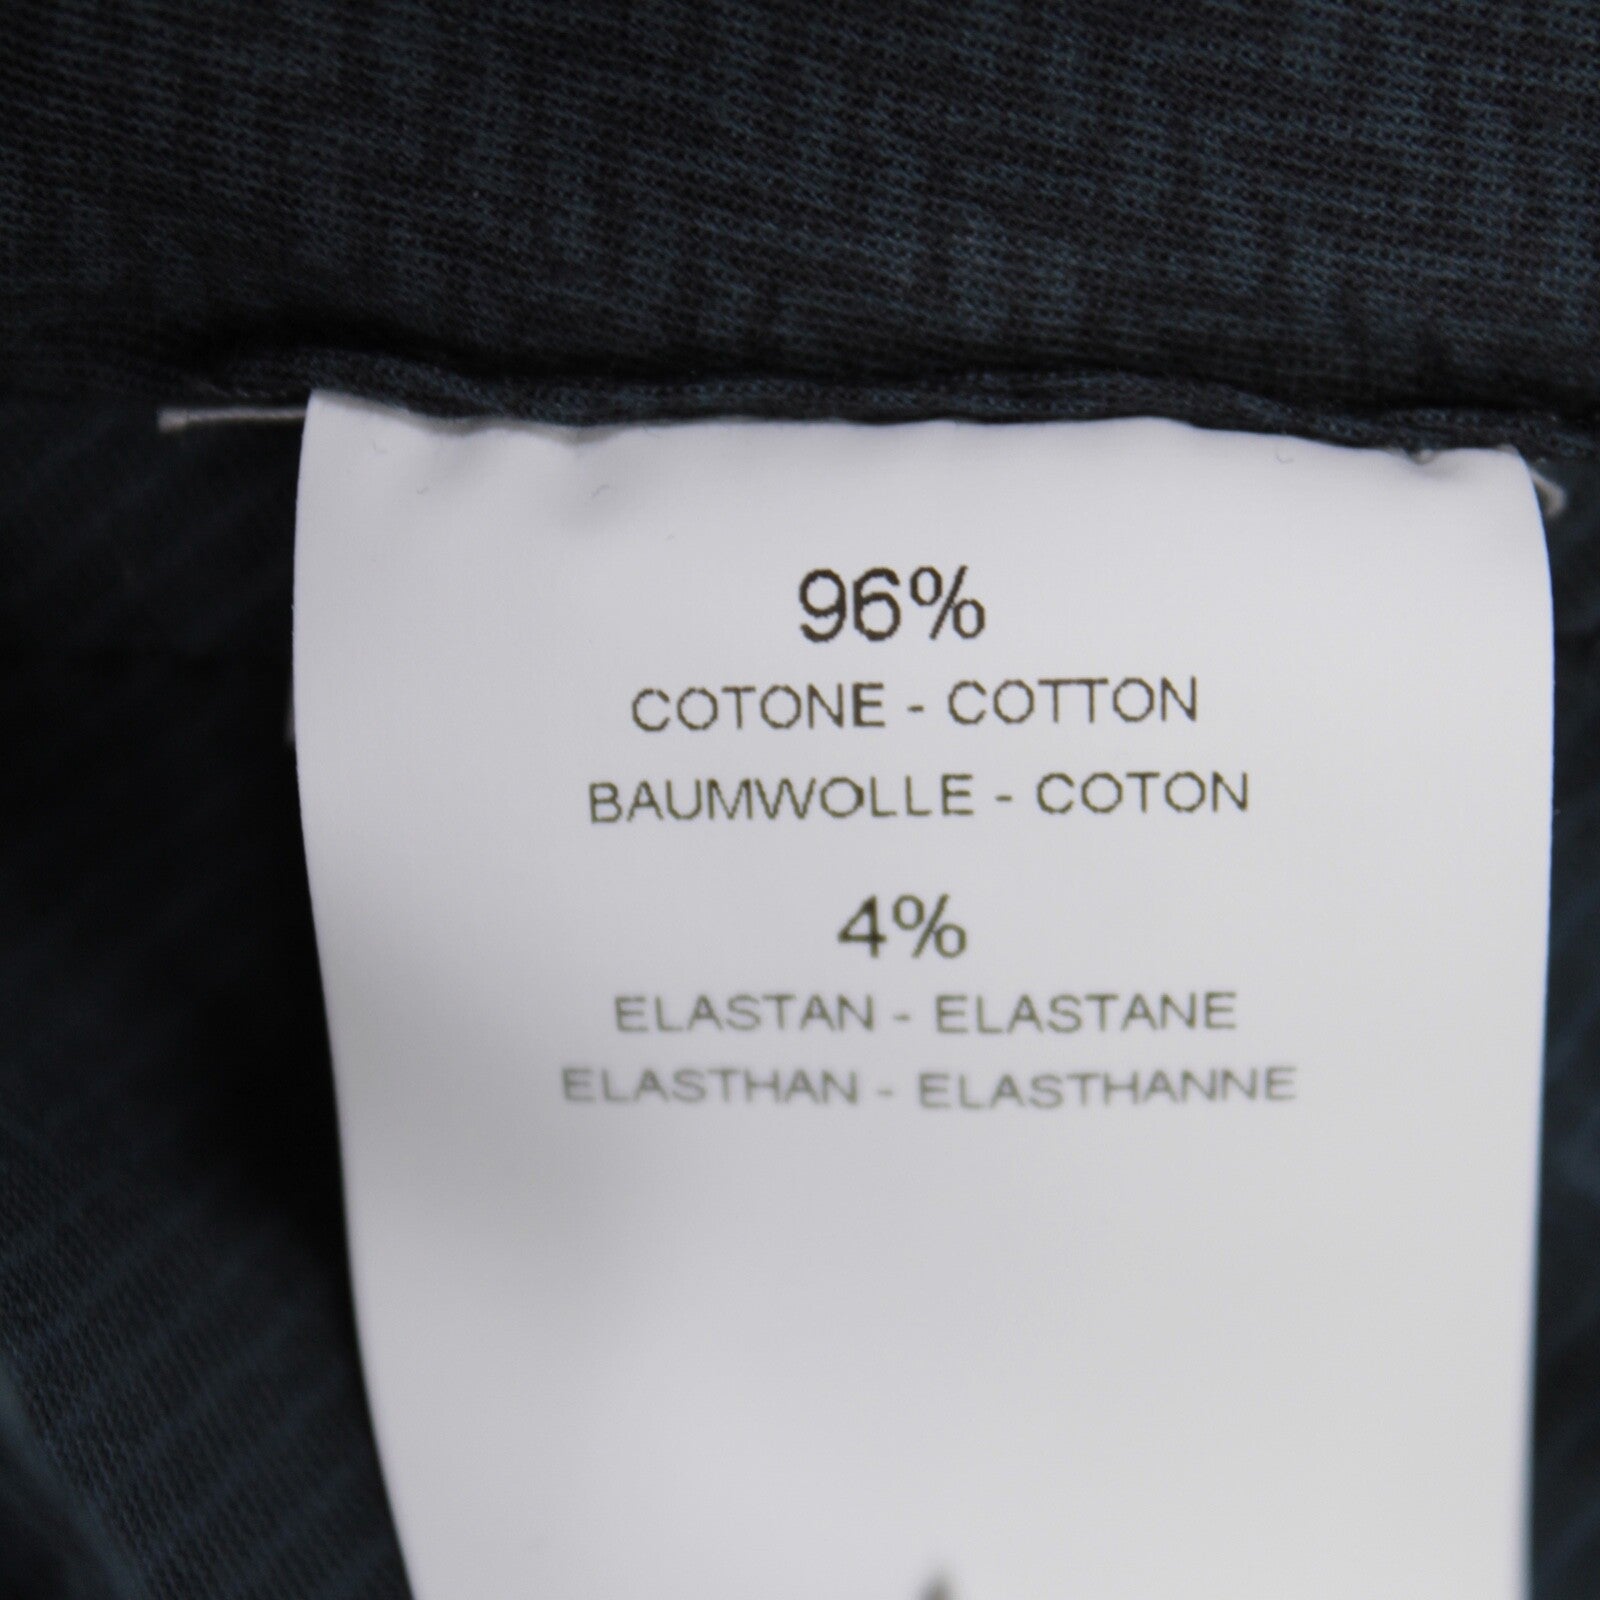 96%
COTONE - COTTON
BAUMWOLLE - COTON
4%
ELASTAN - ELASTANE
ELASTHAN - ELASTHANNE